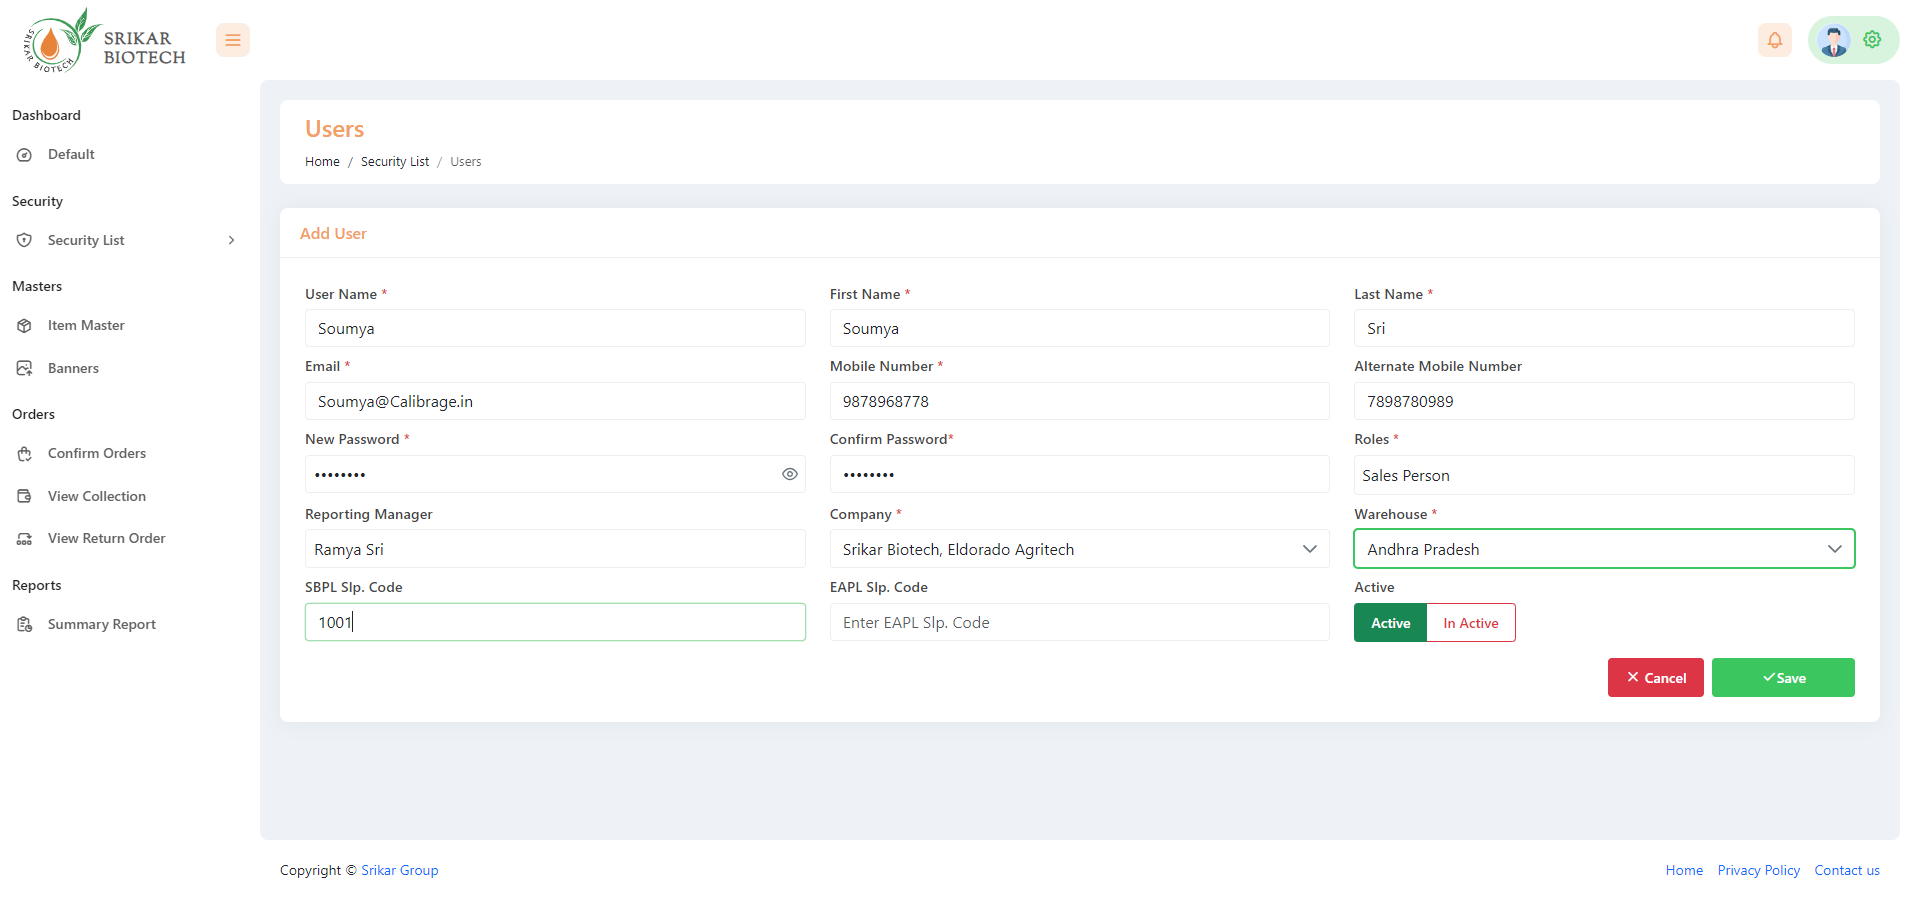 SRIKAR BIOTECH
SRIKAR
BIOTECH
Dashboard
Default
Security
Security List
Masters
Item Master
Banners
Orders
Confirm Orders
View Collection
View Return Order
Reports
Summary Report
Users
Home / Security List / Users
Add User
User Name * First Name * Last Name *
Soumya Soumya Sri
Email * Mobile Number * Alternate Mobile Number
Soumya@Calibrage.in 9878968778 7898780989
New Password * Confirm Password* Roles *
•••••••• •••••••• Sales Person
Reporting Manager Company * Warehouse *
Ramya Sri Srikar Biotech, Eldorado Agritech Andhra Pradesh
SBPL Slp. Code EAPL Slp. Code Active
1001 Enter EAPL Slp. Code Active In Active
Cancel Save
Copyright © Srikar Group Home Privacy Policy Contact us